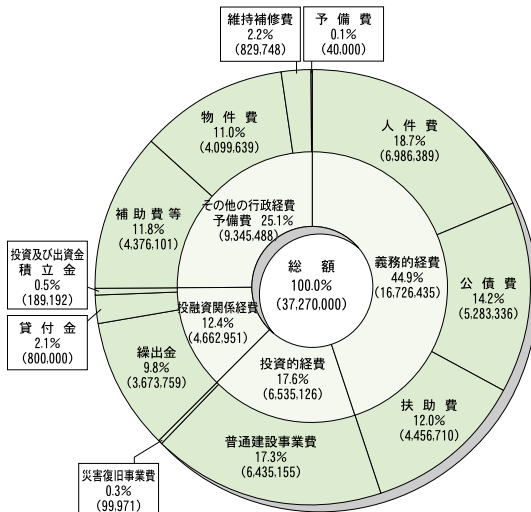 維持補修費
2.2%
(829,748)
予備費
0.1%
(40,000)
物件費
11.0%
(4,099,639)
人件費
18.7%
(6,986,389)
補助費等
11.8%
(4,376,101)
その他の行政経費
予備費 25.1%
(9,345,488)
投資及び出資金
積立金
0.5%
(189,192)
総額
100.0%
(37,270,000)
義務的経費
44.9%
(16,726,435)
公債費
14.2%
(5,283,336)
貸付金
2.1%
(800,000)
投融資関係経費
12.4%
(4,662,951)
繰出金
9.8%
(3,673,759)
投資的経費
17.6%
(6,535,126)
扶助費
12.0%
(4,456,710)
普通建設事業費
17.3%
(6,435,155)
災害復旧事業費
0.3%
(99,971)